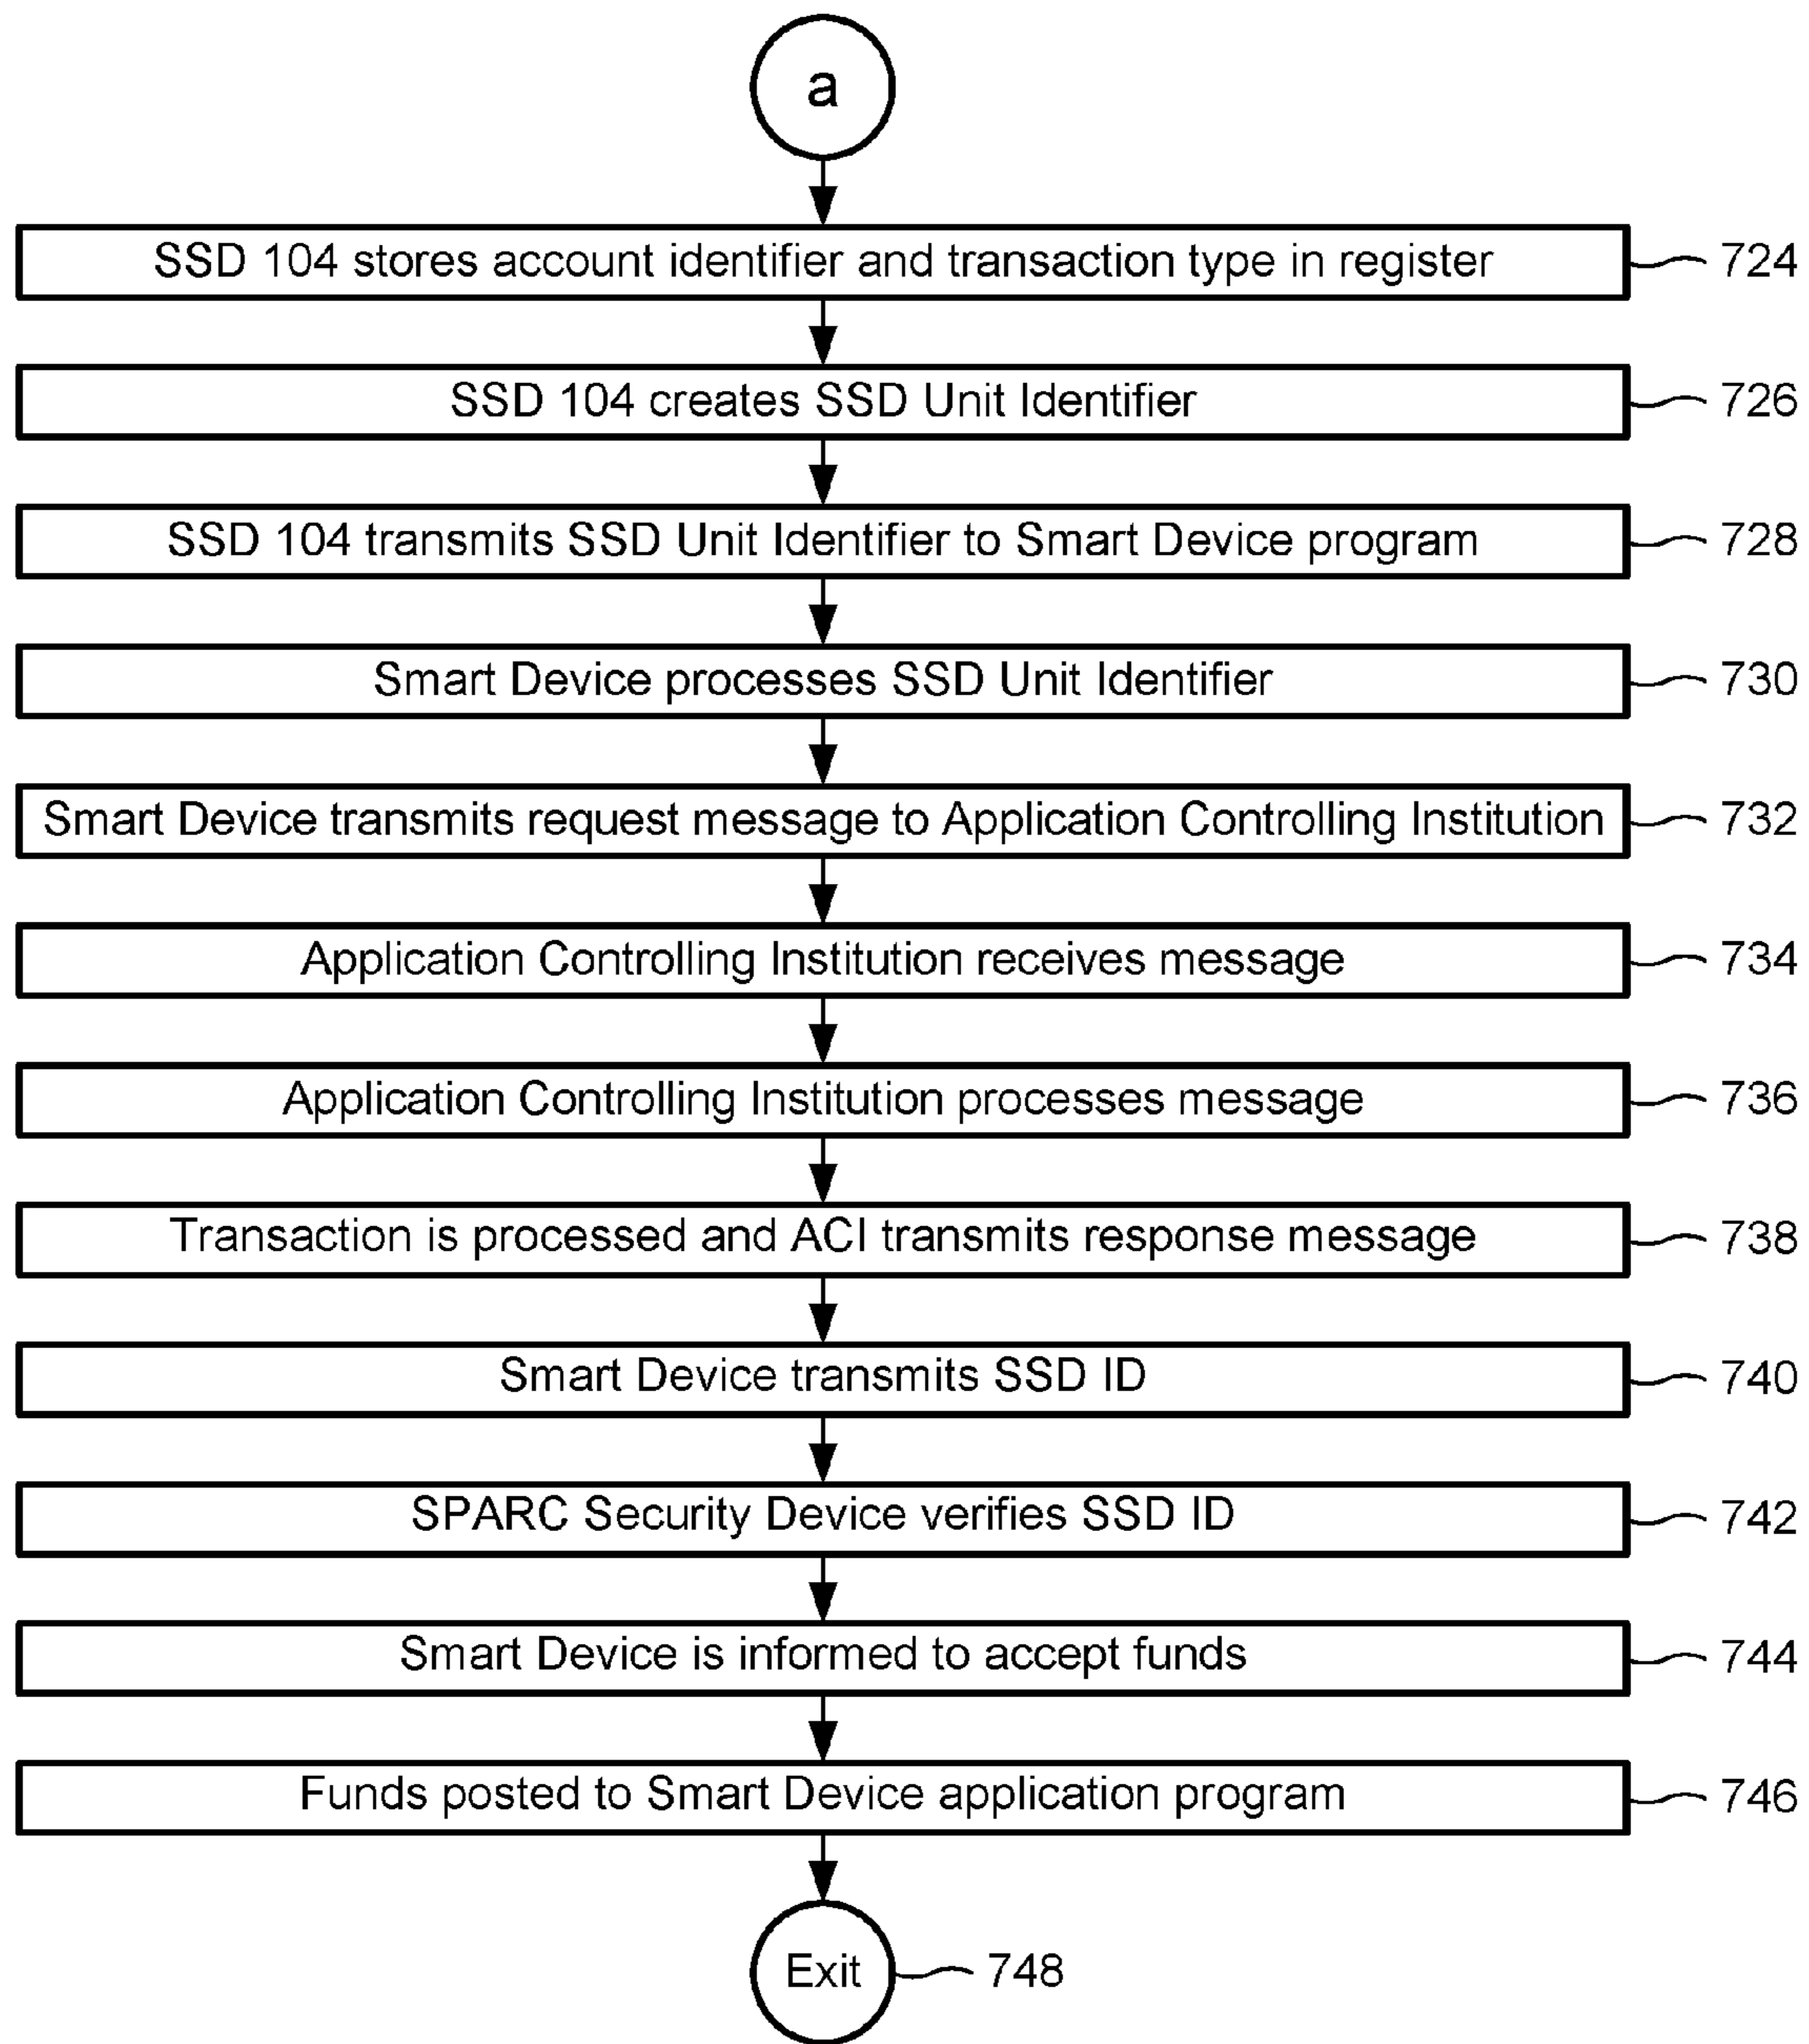 a
SSD 104 stores account identifier and transaction type in register
724
SSD 104 creates SSD Unit Identifier
726
SSD 104 transmits SSD Unit Identifier to Smart Device program
728
Smart Device processes SSD Unit Identifier
730
Smart Device transmits request message to Application Controlling Institution
732
Application Controlling Institution receives message
734
Application Controlling Institution processes message
736
Transaction is processed and ACI transmits response message
738
Smart Device transmits SSD ID
740
SPARC Security Device verifies SSD ID
742
Smart Device is informed to accept funds
744
Funds posted to Smart Device application program
746
Exit
748